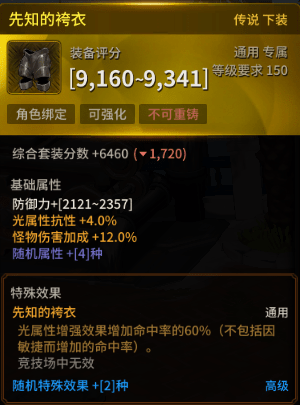 先知的袴衣 传说 下装
装备评分 通用 专属
[9,160~9,341] 等级要求 150
角色绑定 可强化 不可重铸
综合套装分数 +6460 (▼1,720)
基础属性
防御力+[2121~2357]
光属性抗性 +4.0%
怪物伤害加成 +12.0%
随机属性 +[4]种
特殊效果
先知的袴衣 通用
光属性增强效果增加命中率的60%（不包括因
敏捷而增加的命中率）。
竞技场中无效
随机特殊效果 +[2]种 高级